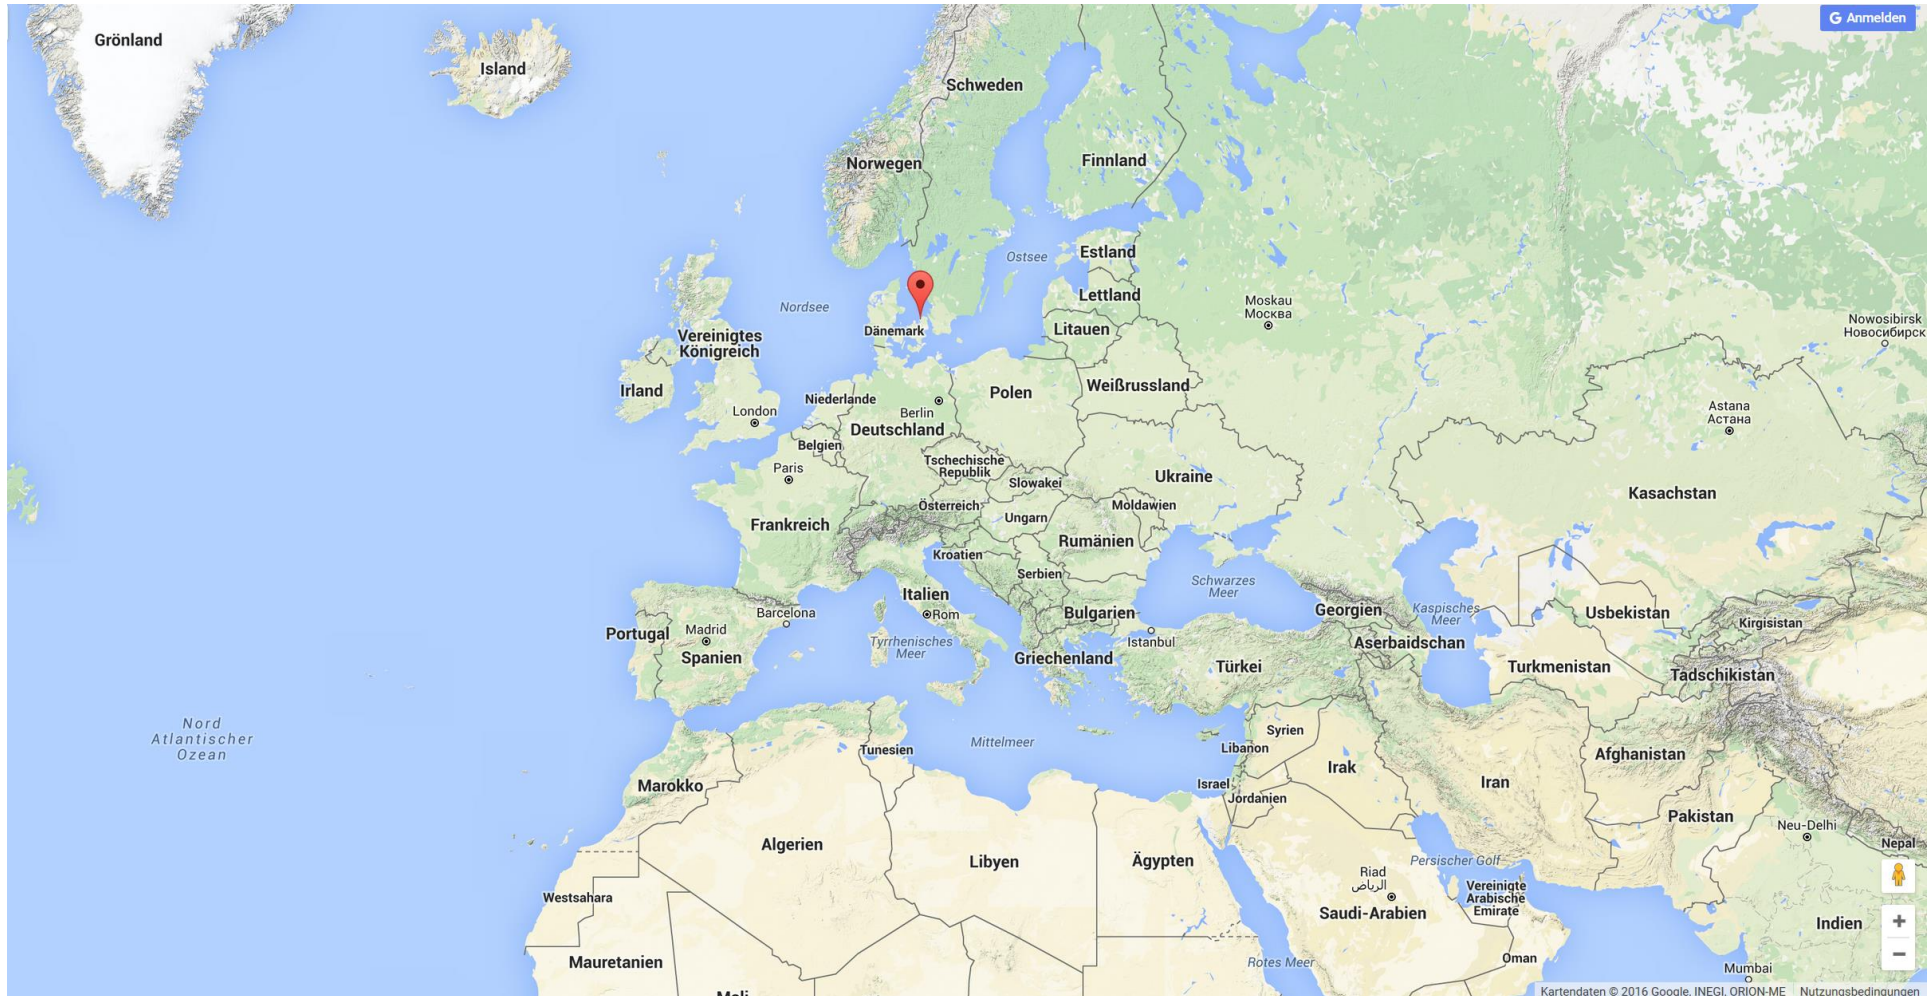 Grönland
Island
G Anmelden
Schweden
Norwegen
Finnland
Ostsee
Estland
Nordsee
Lettland
Moskau
Москва
Dänemark
Litauen
Nowosibirsk
Новосибирск
Vereinigtes
Königreich
Irland
London
Niederlande
Berlin
Deutschland
Polen
Weißrussland
Astana
Астана
Belgien
Paris
Tschechische
Republik
Slowakei
Ukraine
Kasachstan
Frankreich
Österreich
Ungarn
Moldawien
Rumänien
Kroatien
Serbien
Schwarzes
Meer
Italien
Rom
Barcelona
Bulgarien
Georgien
Kaspisches
Meer
Usbekistan
Kirgisistan
Portugal
Madrid
Spanien
Tyrrhenisches
Meer
Istanbul
Griechenland
Türkei
Aserbaidschan
Turkmenistan
Tadschikistan
Nord
Atlantischer
Ozean
Tunesien
Mittelmeer
Syrien
Libanon
Irak
Afghanistan
Marokko
Israel
Jordanien
Iran
Pakistan
Neu-Delhi
Nepal
Algerien
Libyen
Ägypten
Persischer Golf
Riad
الرياض
Saudi-Arabien
Vereinigte
Arabische
Emirate
Westsahara
Indien
Mauretanien
Rotes Meer
Oman
Mumbai
Mali
+
−
Kartendaten © 2016 Google, INEGI, ORION-ME
Nutzungsbedingungen